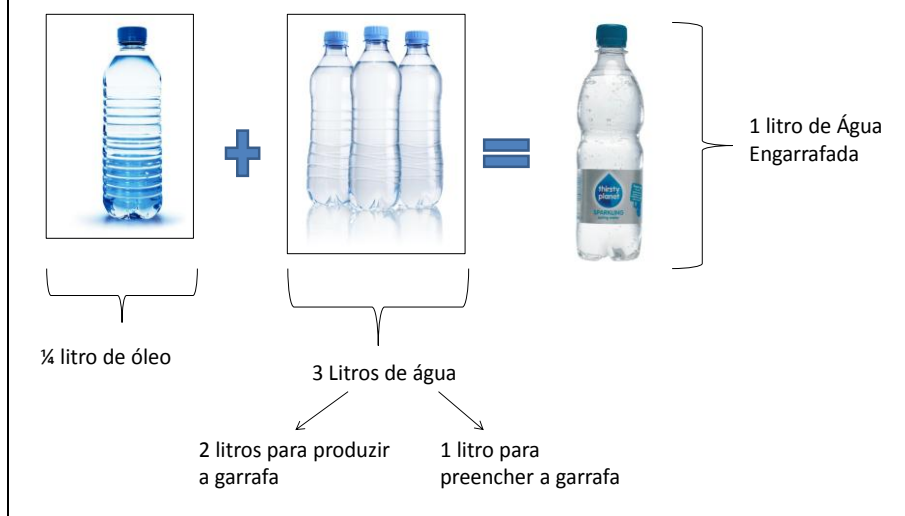 1 litro de Água
Engarrafada
thirsty
planet
SPARKLING
¼ litro de óleo
3 Litros de água
2 litros para produzir
a garrafa
1 litro para
preencher a garrafa